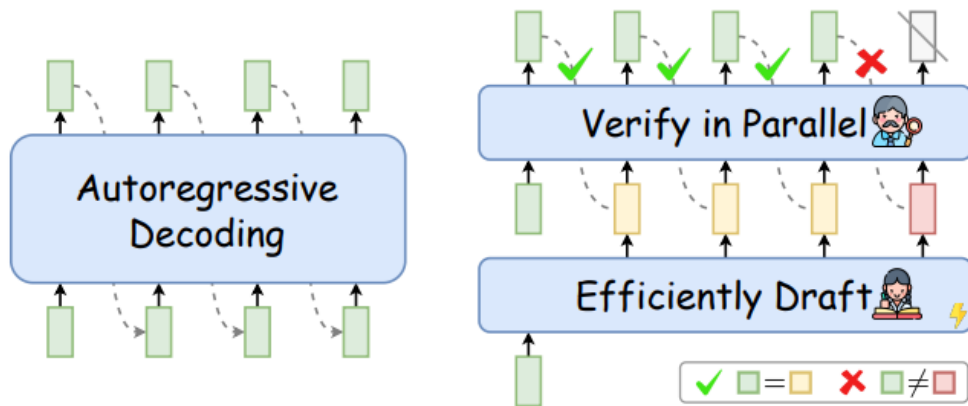 Autoregressive
Decoding
Verify in Parallel
Efficiently Draft
= ≠